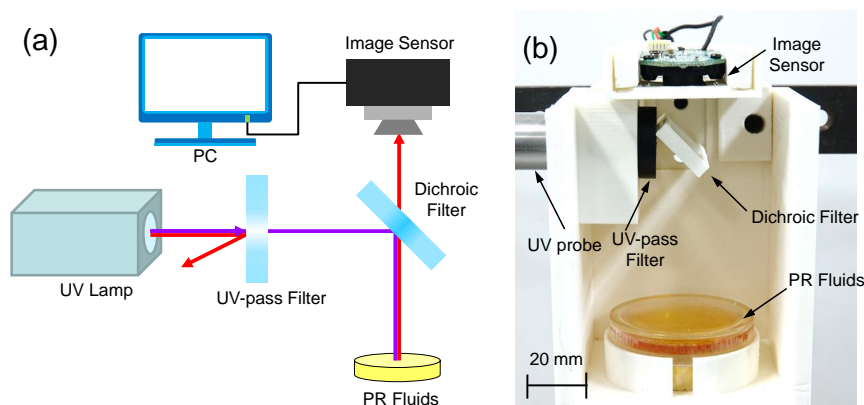 (a)
Image Sensor
PC
Dichroic
Filter
UV Lamp
UV-pass Filter
PR Fluids
(b)
Image
Sensor
Dichroic Filter
UV probe
UV-pass
Filter
PR Fluids
20 mm